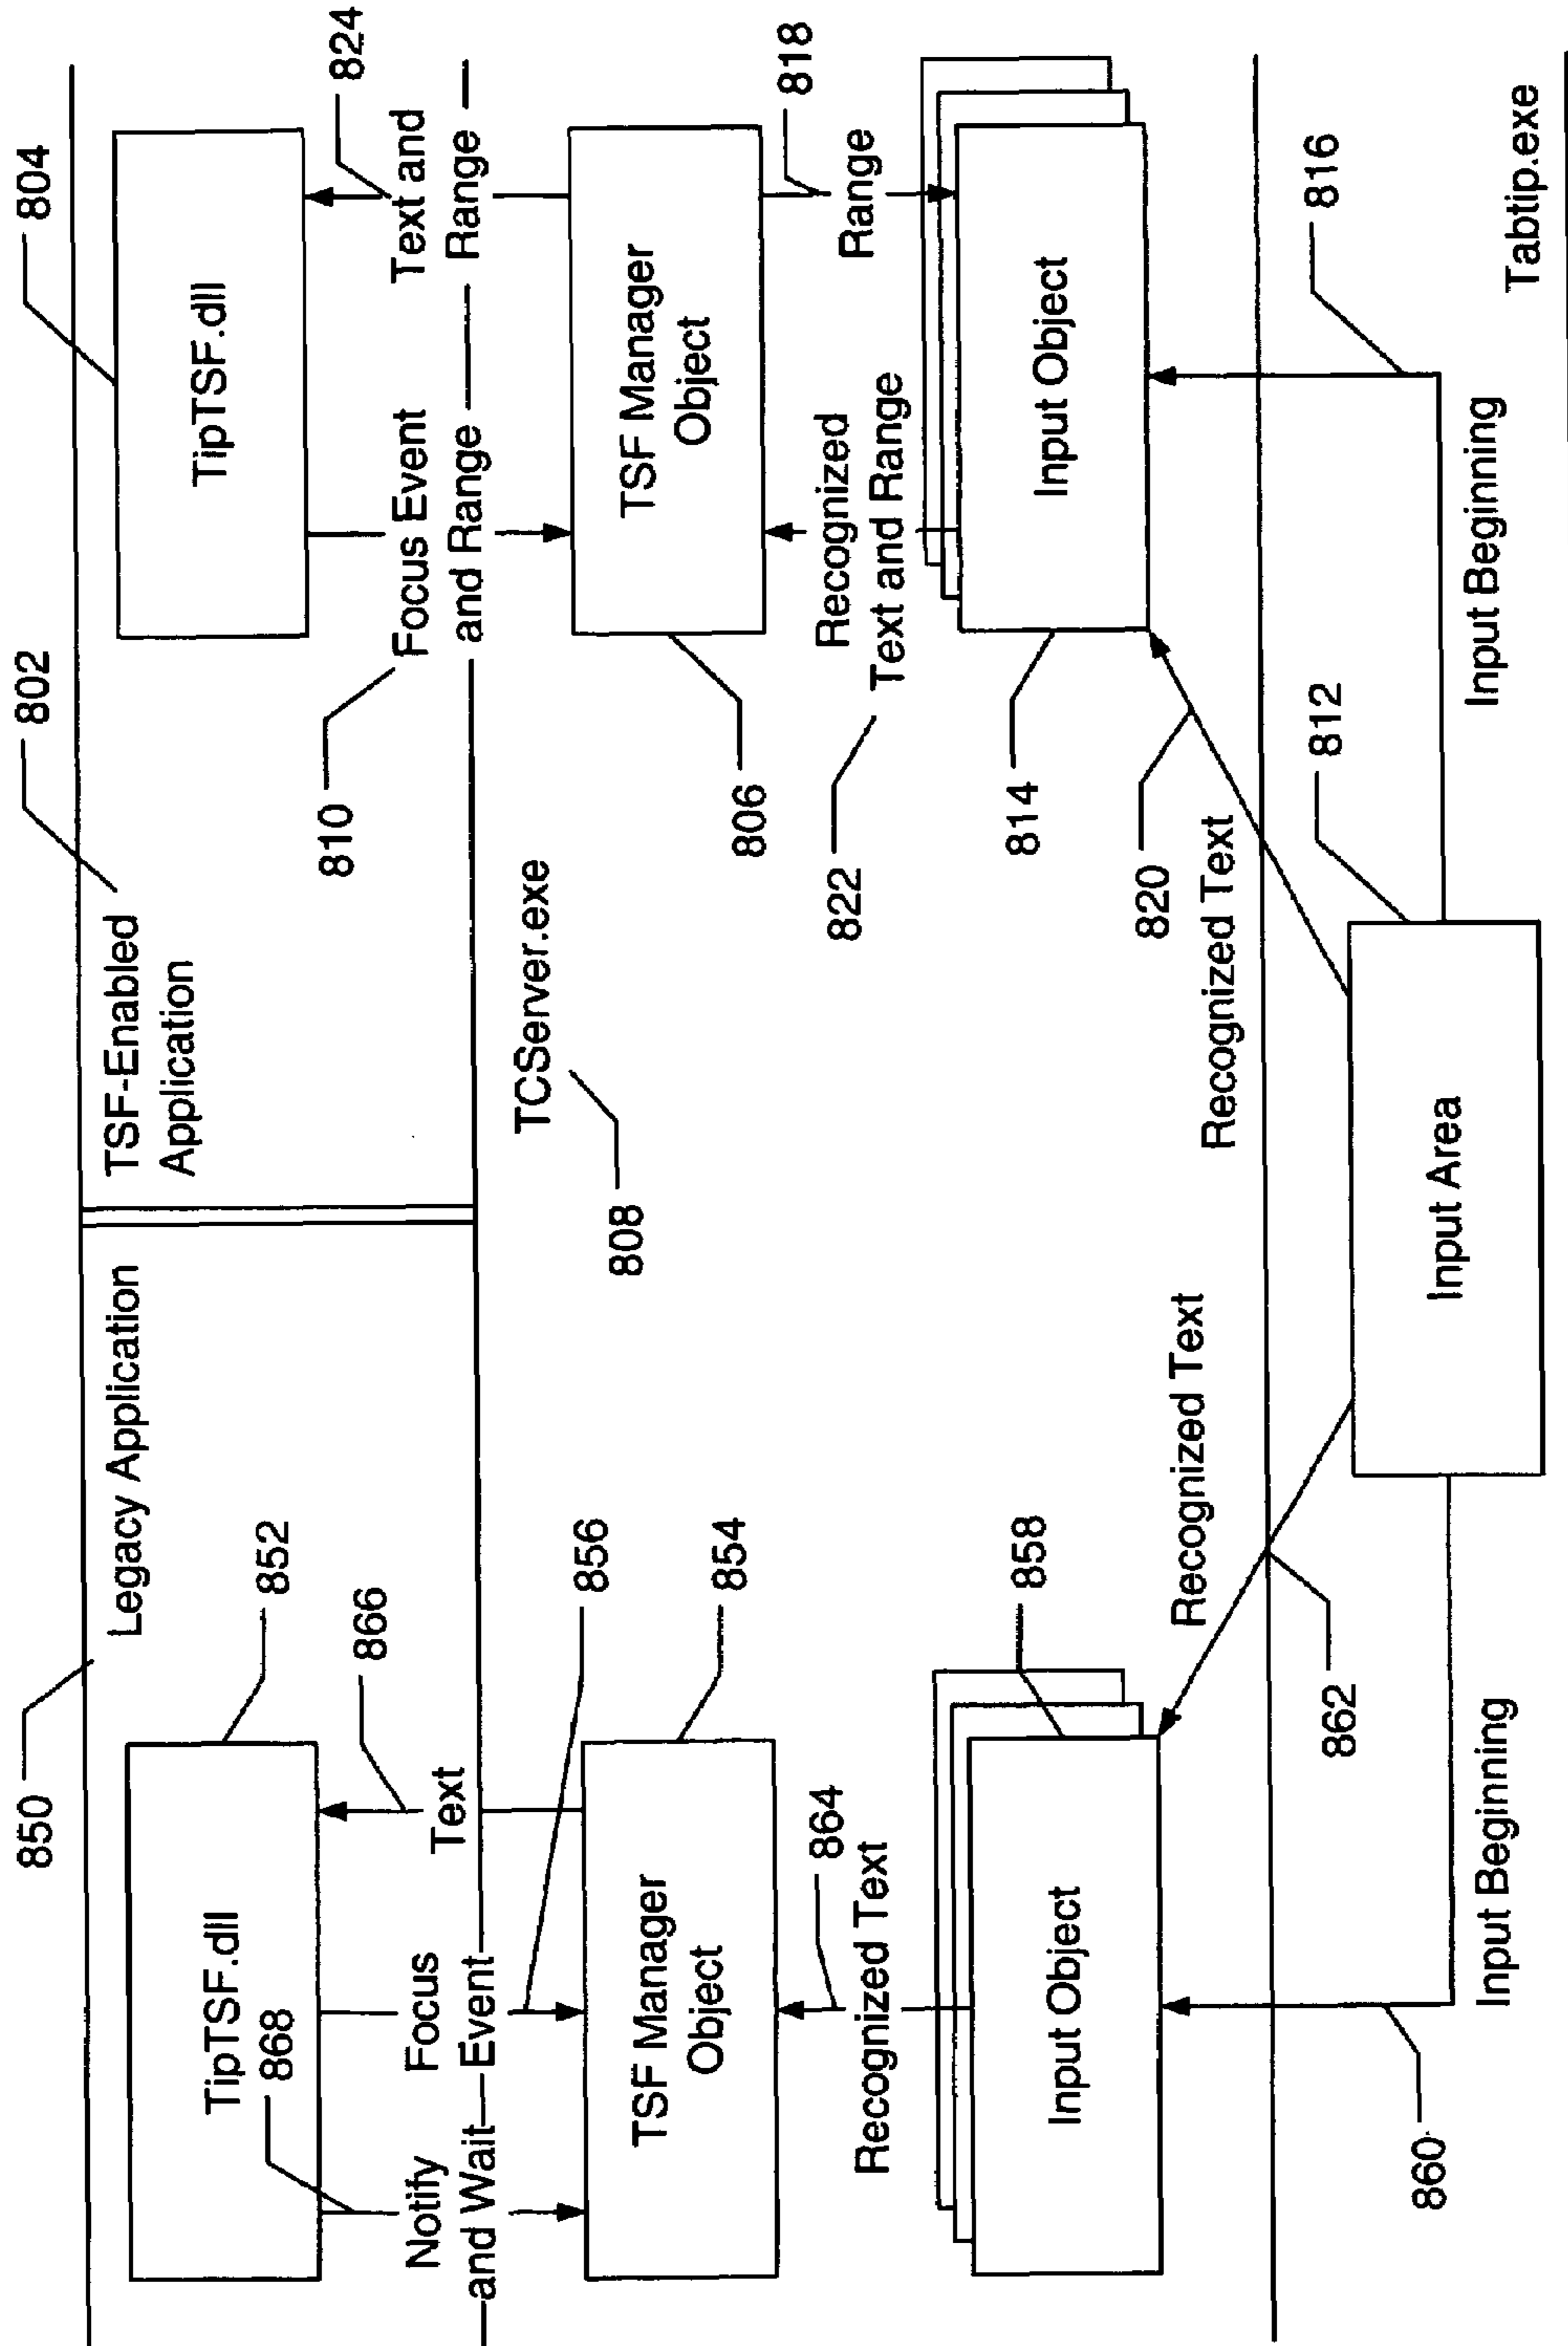 850
Legacy Application
TSF-Enabled
Application
802
804
TipTSF.dll
868
852
866
TipTSF.dll
824
Notify
and Wait
Focus
Event
Text
856
810
Focus Event
and Range
Text and
Range
TCServer.exe
808
TSF Manager
Object
854
806
TSF Manager
Object
818
864
Recognized Text
822
Recognized
Text and Range
Range
Input Object
858
814
Input Object
Recognized Text
862
820
Recognized Text
860
812
816
Input Area
Input Beginning
Input Beginning
Tabtip.exe